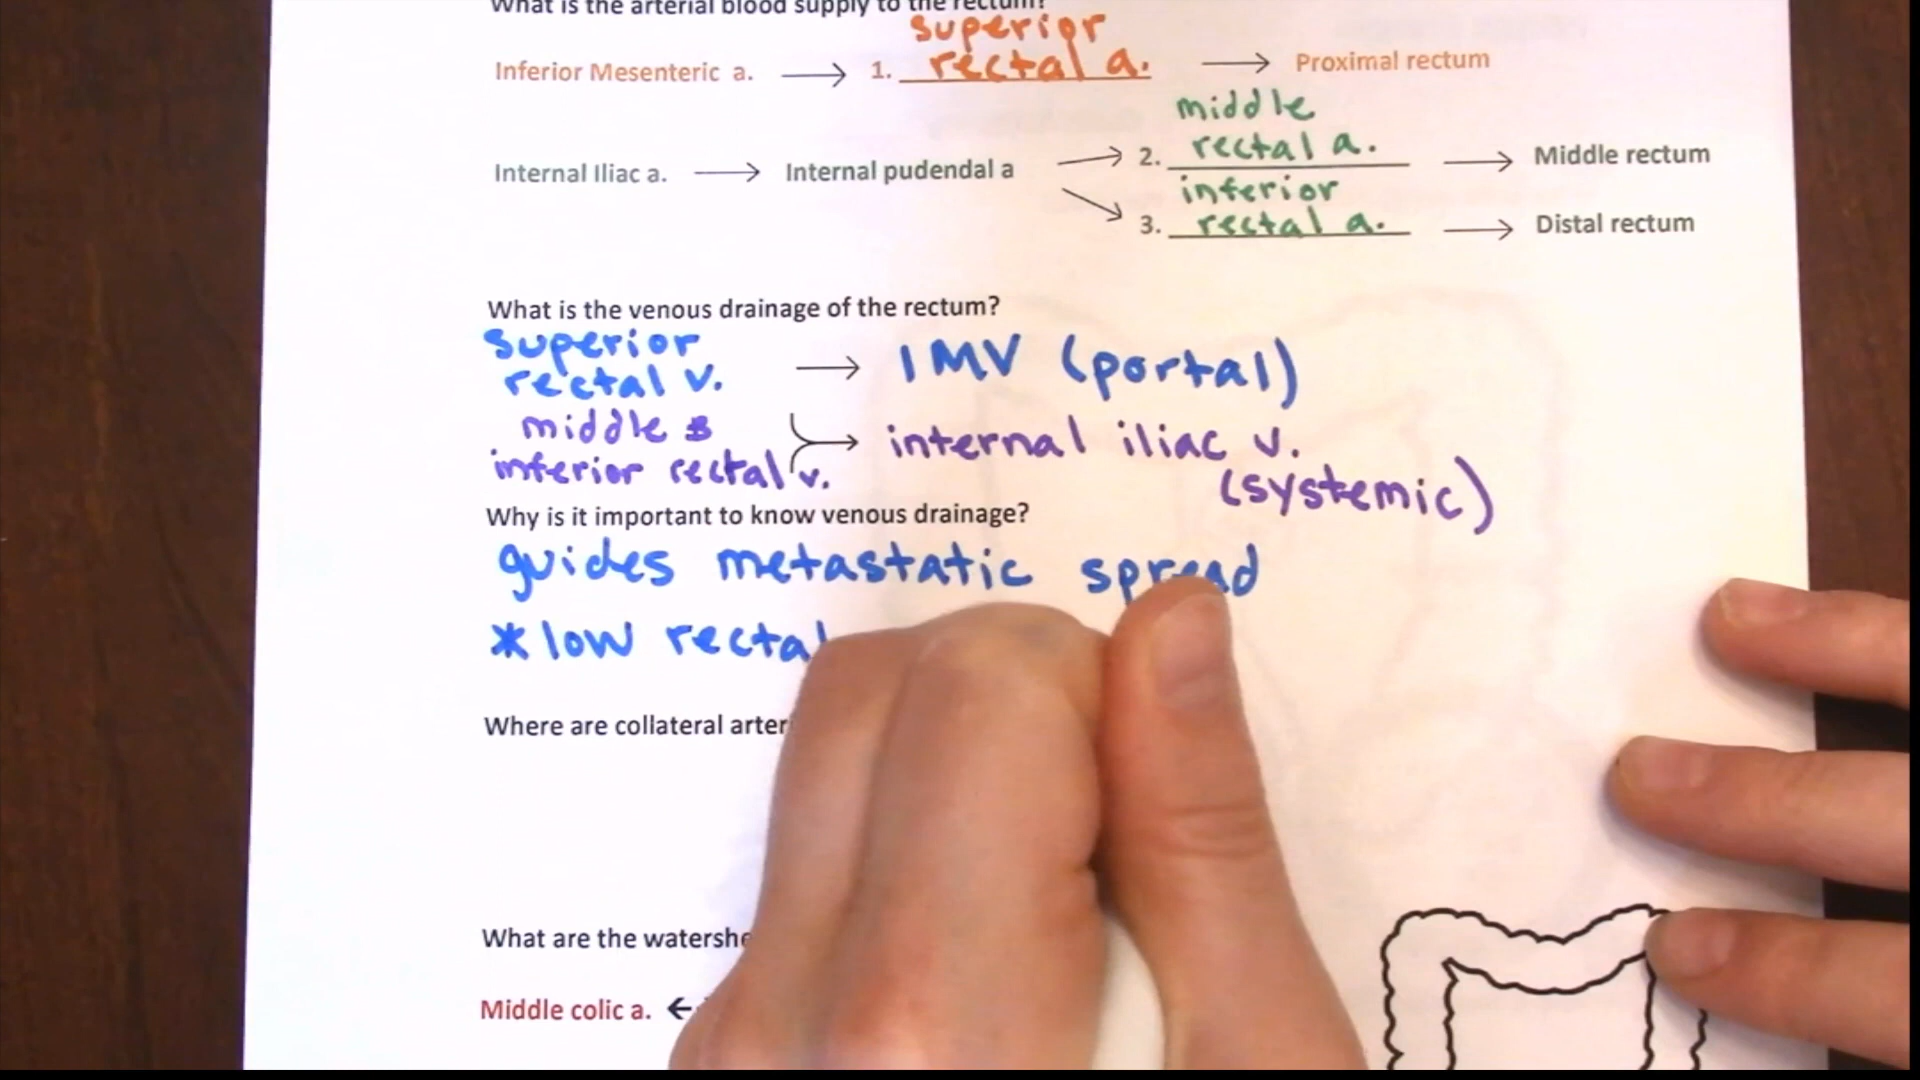 What is the arterial blood supply to the rectum?
superior
Inferior Mesenteric a. → 1. rectal a. → Proximal rectum
middle
2. rectal a. → Middle rectum
Internal Iliac a. → Internal pudendal a
inferior
3. rectal a. → Distal rectum
What is the venous drainage of the rectum?
superior
rectal v. → IMV (portal)
middle &
inferior rectal v. → internal iliac v.
(systemic)
Why is it important to know venous drainage?
guides metastatic spread
*low rectal
Where are collateral
What are the
Middle colic a. ←